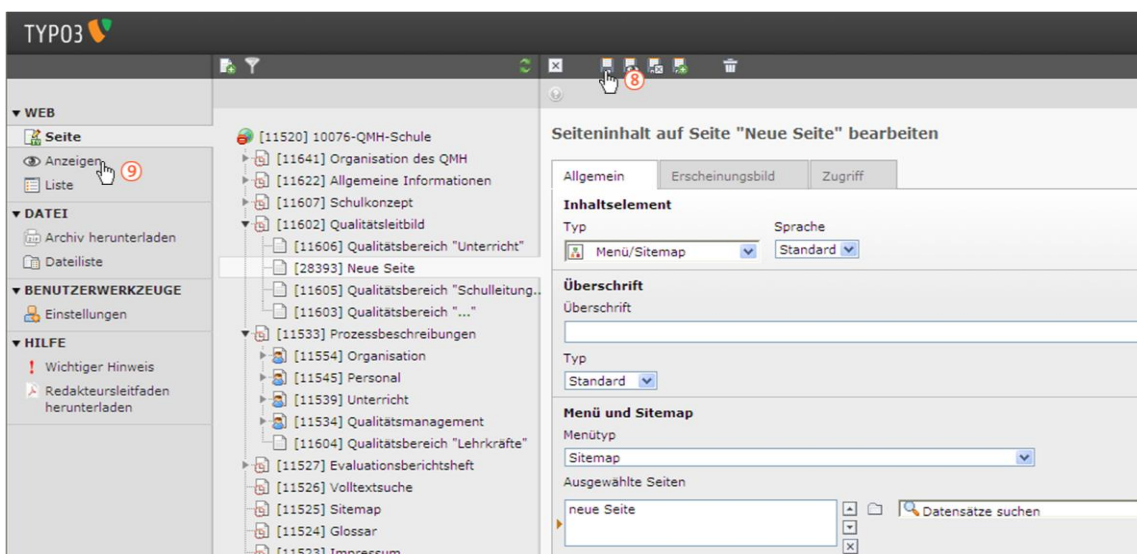 TYPO3
8
WEB
Seite
Anzeigen
9
Liste
DATEI
Archiv herunterladen
Dateiliste
BENUTZERWERKZEUGE
Einstellungen
HILFE
Wichtiger Hinweis
Redakteursleitfaden
herunterladen
[11520] 10076-QMH-Schule
[11641] Organisation des QMH
[11622] Allgemeine Informationen
[11607] Schulkonzept
[11602] Qualitätsleitbild
[11606] Qualitätsbereich "Unterricht"
[28393] Neue Seite
[11605] Qualitätsbereich "Schulleitung..
[11603] Qualitätsbereich "..."
[11533] Prozessbeschreibungen
[11554] Organisation
[11545] Personal
[11539] Unterricht
[11534] Qualitätsmanagement
[11604] Qualitätsbereich "Lehrkräfte"
[11527] Evaluationsberichtsheft
[11526] Volltextsuche
[11525] Sitemap
[11524] Glossar
[11523] Impressum
Seiteninhalt auf Seite "Neue Seite" bearbeiten
Allgemein Erscheinungsbild Zugriff
Inhaltselement
Typ Sprache
Menü/Sitemap Standard
Überschrift
Überschrift
Typ
Standard
Menü und Sitemap
Menütyp
Sitemap
Ausgewählte Seiten
neue Seite Datensätze suchen